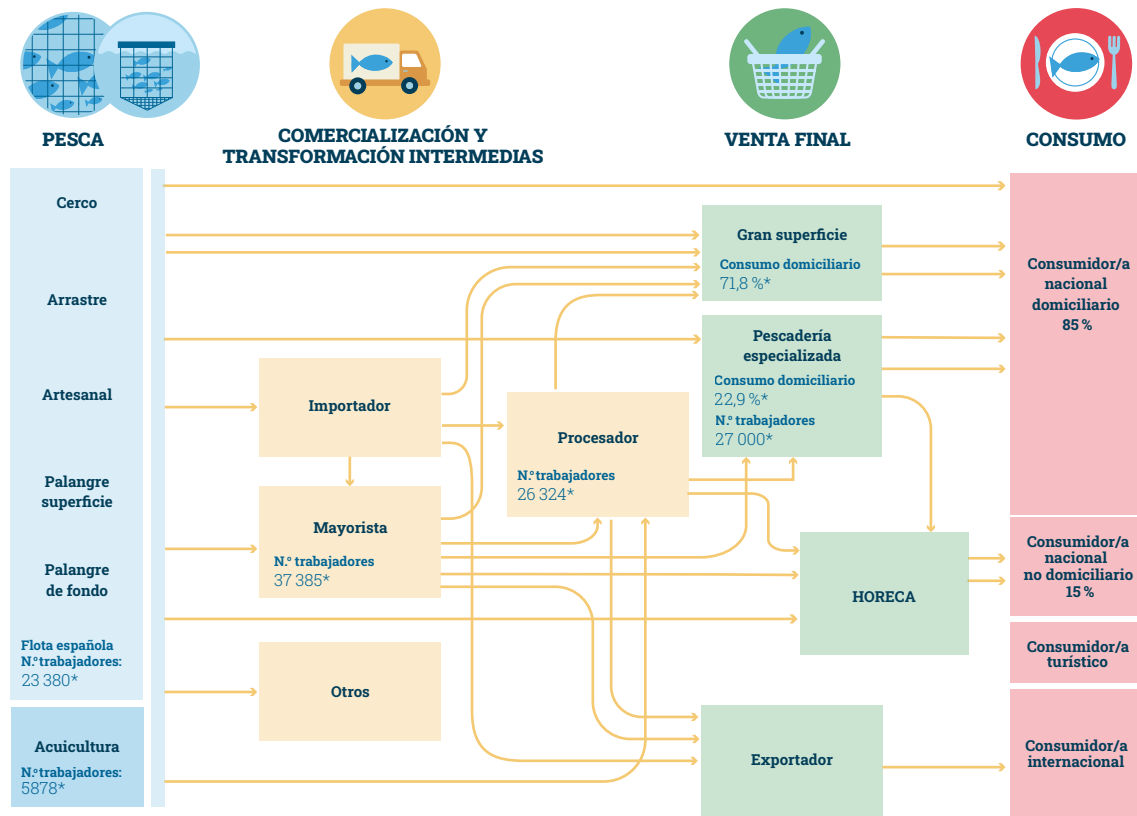 PESCA
COMERCIALIZACIÓN Y
TRANSFORMACIÓN INTERMEDIAS
VENTA FINAL
CONSUMO
Cerco
Arrastre
Artesanal
Palangre
superficie
Palangre
de fondo
Flota española
N.º trabajadores:
23 380*
Acuicultura
N.º trabajadores:
5878*
Importador
Mayorista
N.º trabajadores
37 385*
Otros
Procesador
N.º trabajadores
26 324*
Gran superficie
Consumo domiciliario
71,8 %*
Pescadería
especializada
Consumo domiciliario
22,9 %*
N.º trabajadores
27 000*
HORECA
Exportador
Consumidor/a
nacional
domiciliario
85 %
Consumidor/a
nacional
no domiciliario
15 %
Consumidor/a
turístico
Consumidor/a
internacional